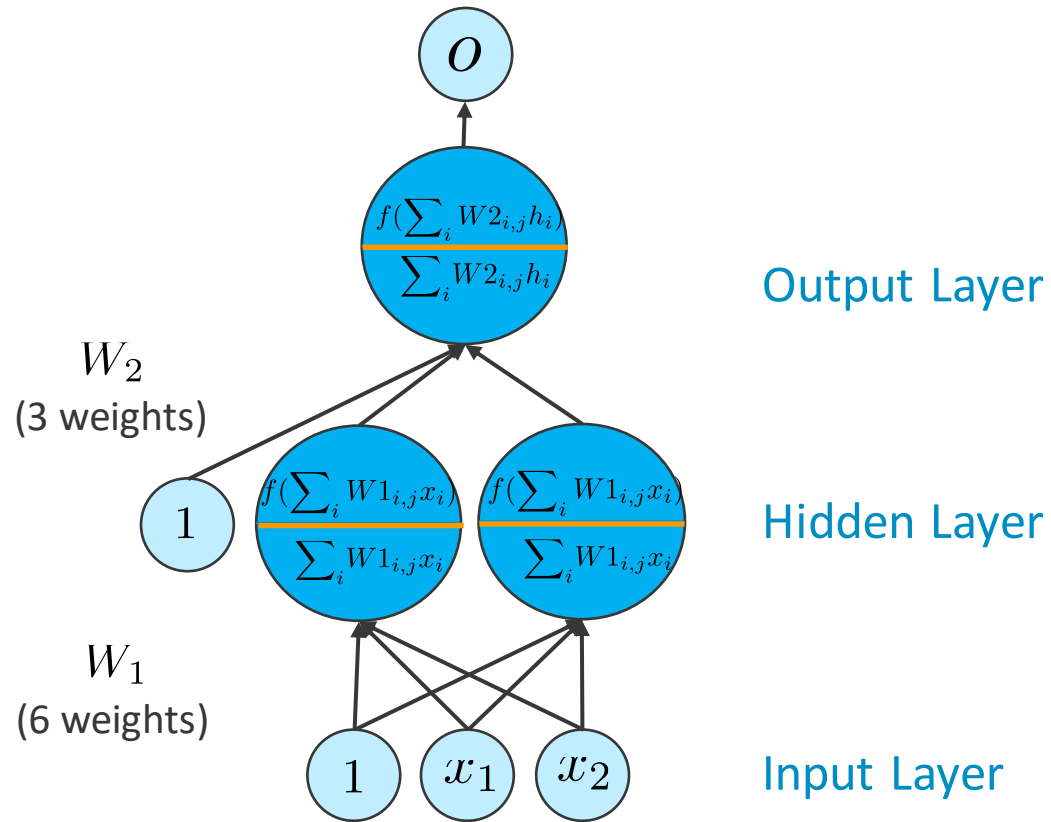 O
f(∑_i W2_{i,j}h_i)
∑_i W2_{i,j}h_i
Output Layer
W_2
(3 weights)
1
f(∑_i W1_{i,j}x_i)
∑_i W1_{i,j}x_i
f(∑_i W1_{i,j}x_i)
∑_i W1_{i,j}x_i
Hidden Layer
W_1
(6 weights)
1
x_1
x_2
Input Layer